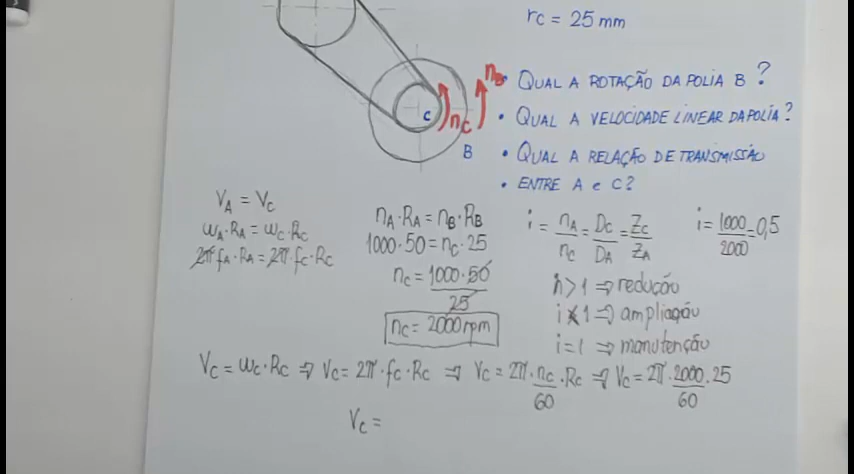 rc = 25 mm
• QUAL A ROTAÇÃO DA POLIA B ?
• QUAL A VELOCIDADE LINEAR DA POLIA?
• QUAL A RELAÇÃO DE TRANSMISSÃO
• ENTRE A e C?
nB
C
nC
B
VA = VC
ωA·RA = ωC·RC
2π·fA·RA = 2π·fC·RC
nA·RA = nB·RB
1000·50 = nC·25
nC = 1000·50
25
nC = 2000 rpm
i = nA/nC = DC/DA = ZC/ZA
i = 1000/2000 = 0,5
i > 1 ⇒ redução
i < 1 ⇒ ampliação
i = 1 ⇒ manutenção
VC = ωC·RC ⇒ VC = 2π·fC·RC ⇒ VC = 2π·nC/60·RC ⇒ VC = 2π·2000/60·25
VC =